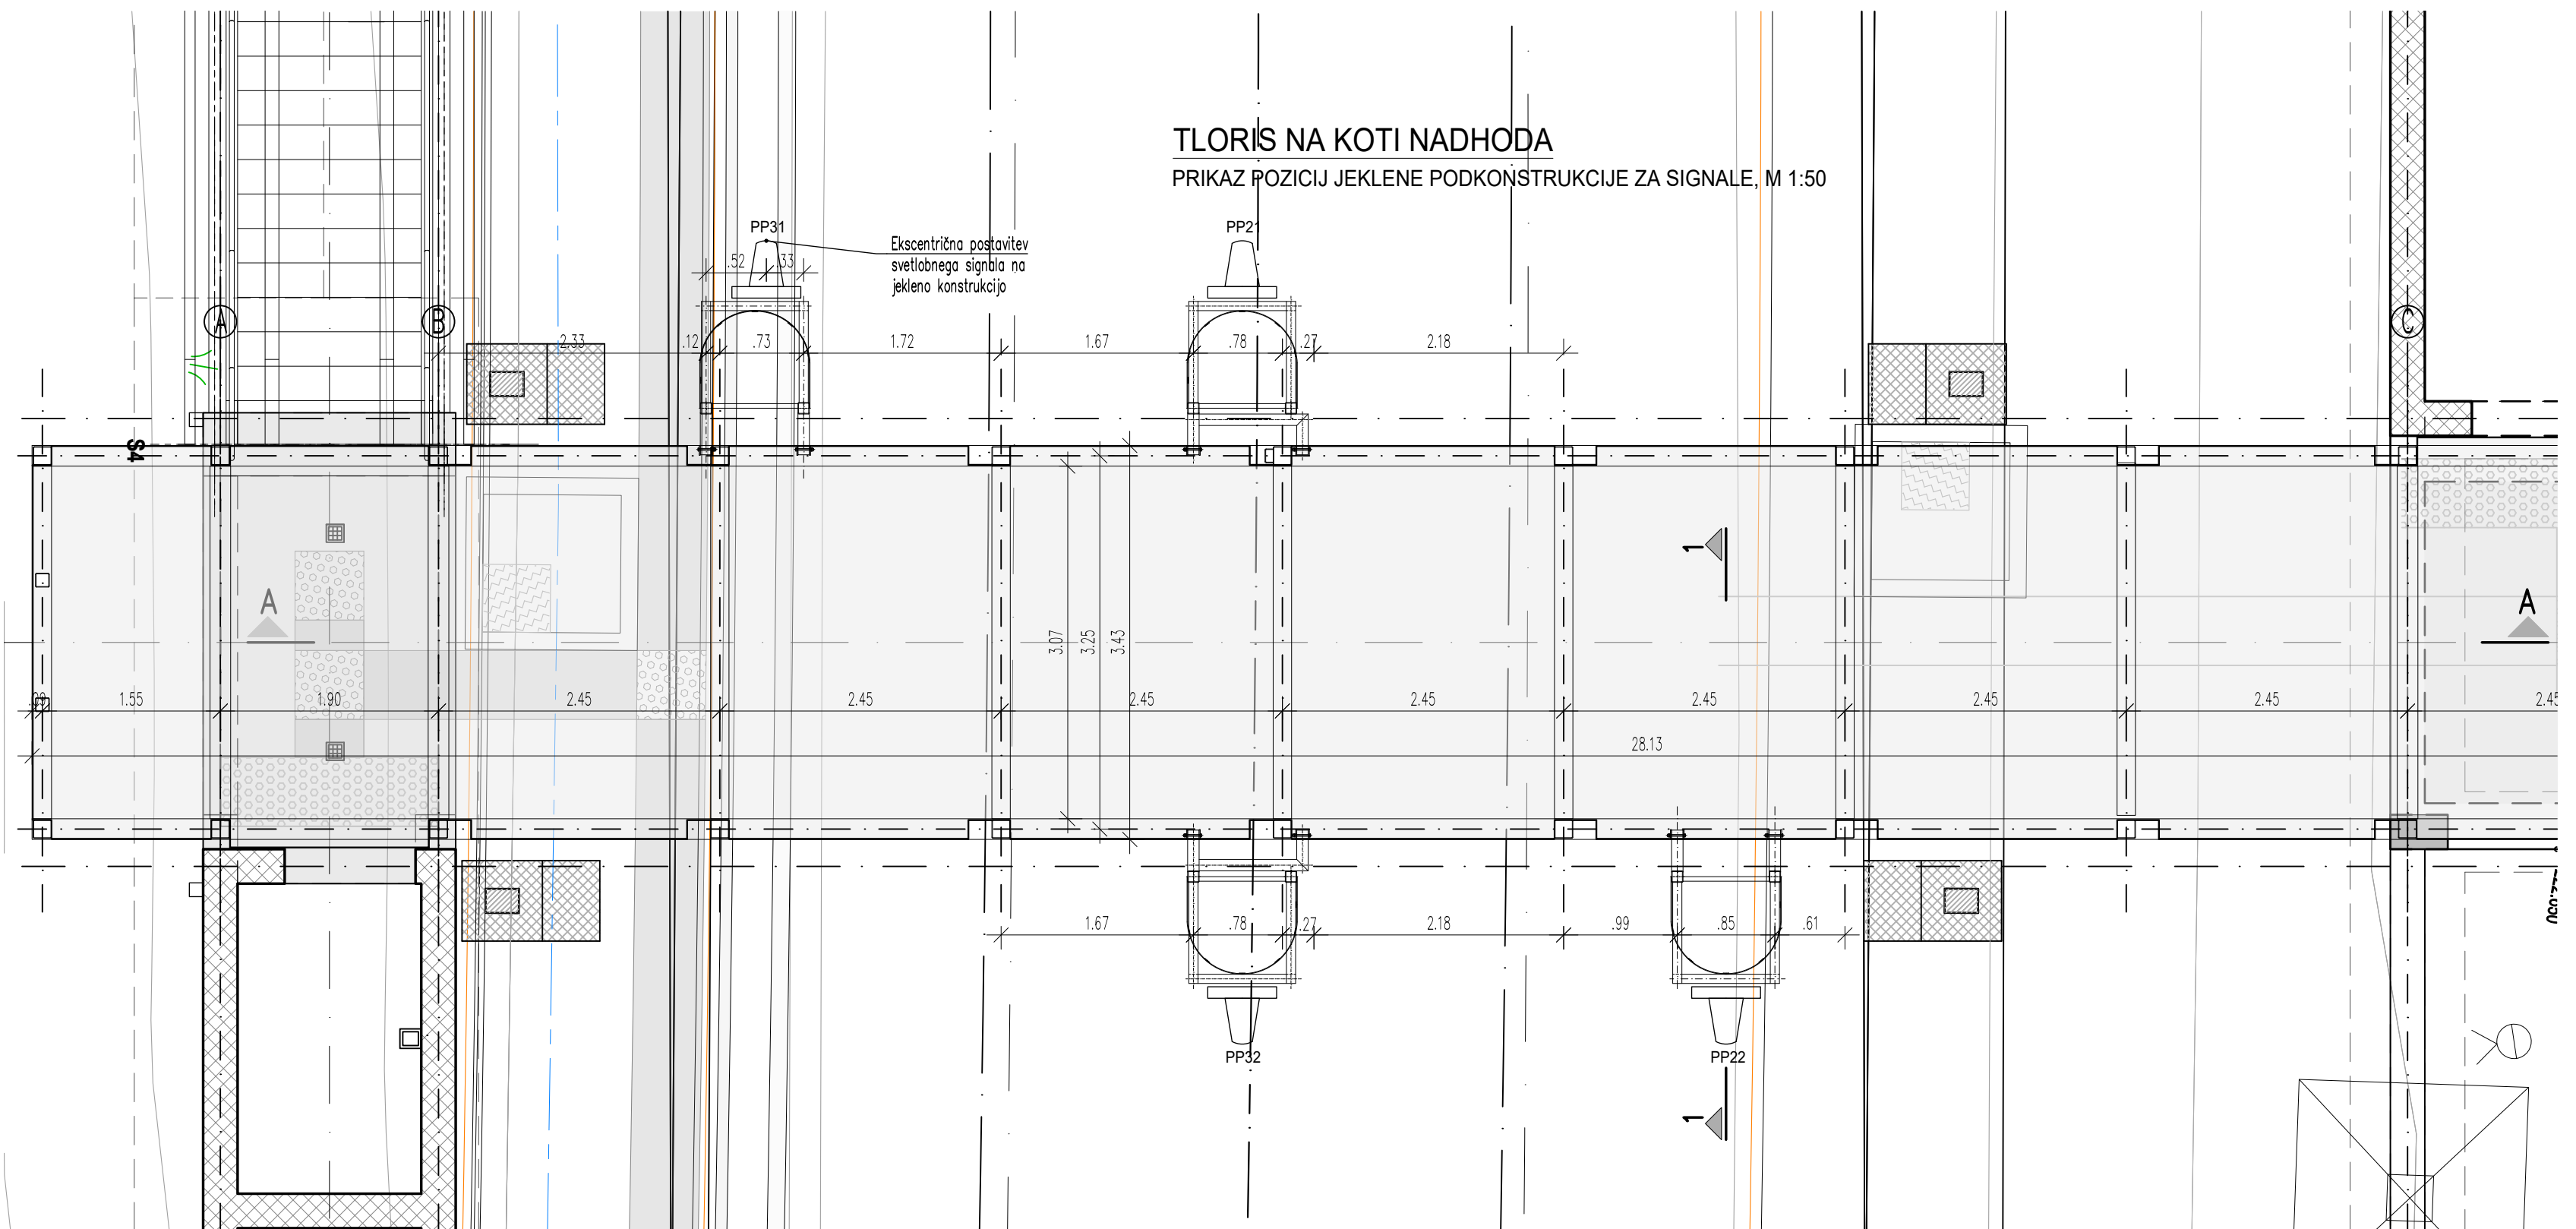 TLORIS NA KOTI NADHODA
PRIKAZ POZICIJ JEKLENE PODKONSTRUKCIJE ZA SIGNALE, M 1:50
PP31
PP21
Ekscentrična postavitev
svetlobnega signala na
jekleno konstrukcijo
.52
.33
A
B
C
2.33
.12
.73
1.72
1.67
.78
.27
2.18
S4
1
A
A
3.07
3.25
3.43
1.55
1.90
2.45
2.45
2.45
2.45
2.45
2.45
2.45
2.45
28.13
1.67
.78
.27
2.18
.99
.85
.61
PP32
PP22
1